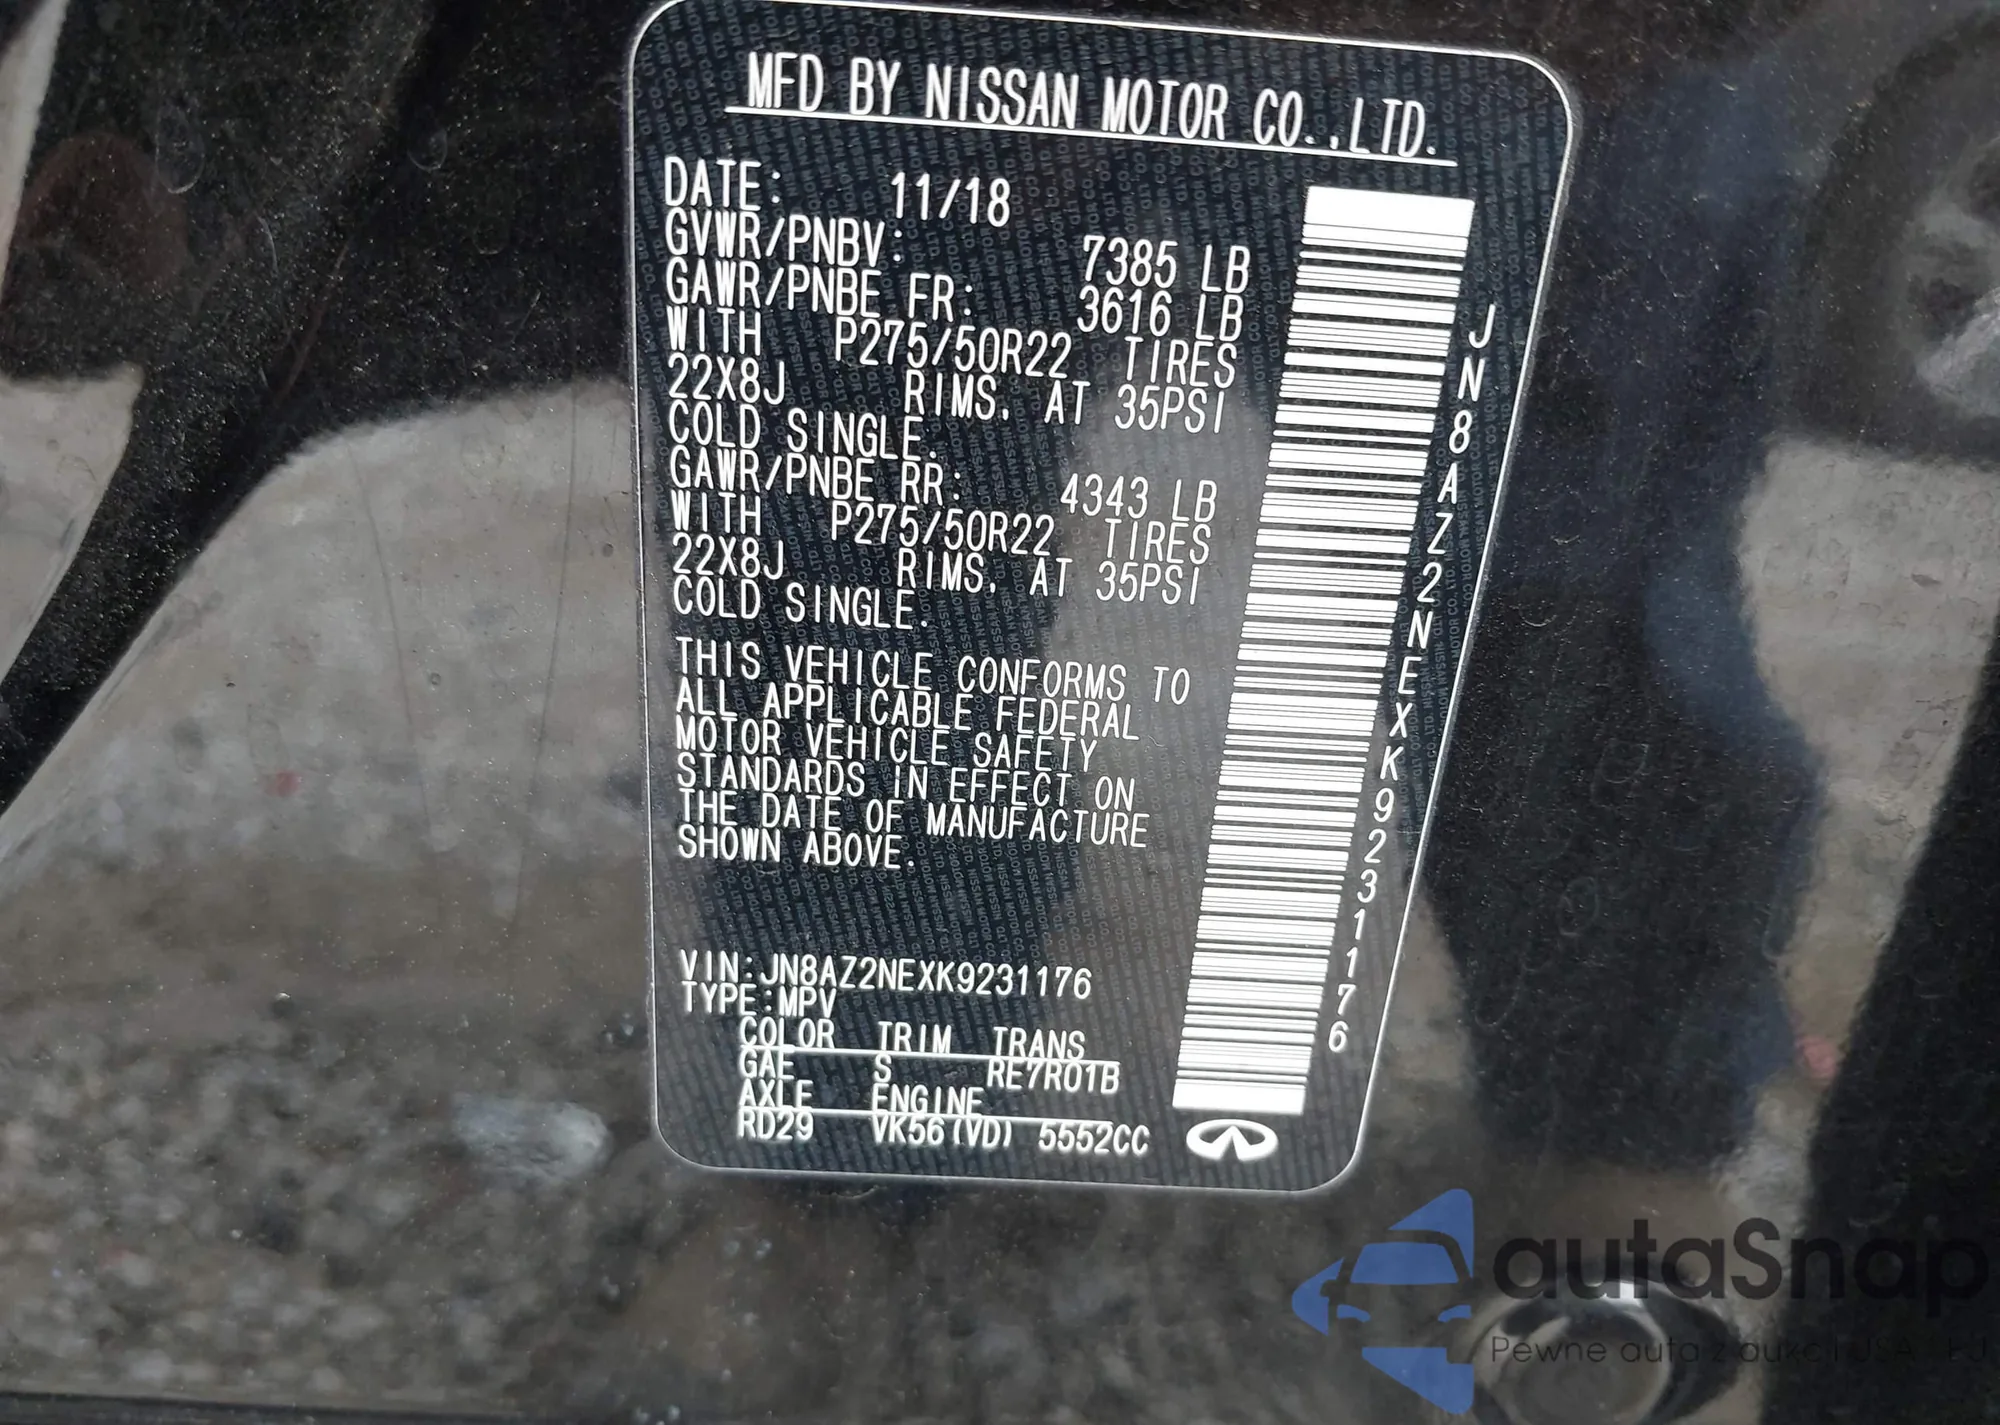 MFD BY NISSAN MOTOR CO.,LTD.
DATE: 11/18
GVWR/PNBV: 7385 LB
GAWR/PNBE FR: 3616 LB
WITH P275/50R22 TIRES
22X8J RIMS. AT 35PSI
COLD SINGLE.
GAWR/PNBE RR: 4343 LB
WITH P275/50R22 TIRES
22X8J RIMS. AT 35PSI
COLD SINGLE.
THIS VEHICLE CONFORMS TO
ALL APPLICABLE FEDERAL
MOTOR VEHICLE SAFETY
STANDARDS IN EFFECT ON
THE DATE OF MANUFACTURE
SHOWN ABOVE.
VIN:JN8AZ2NEXK9231176
TYPE:MPV
COLOR TRIM TRANS
GAE S RE7R01B
AXLE ENGINE
RD29 VK56(VD) 5552CC
JN8AZ2NEXK9231176
autaSnap
Pewne auta z aukcji USA